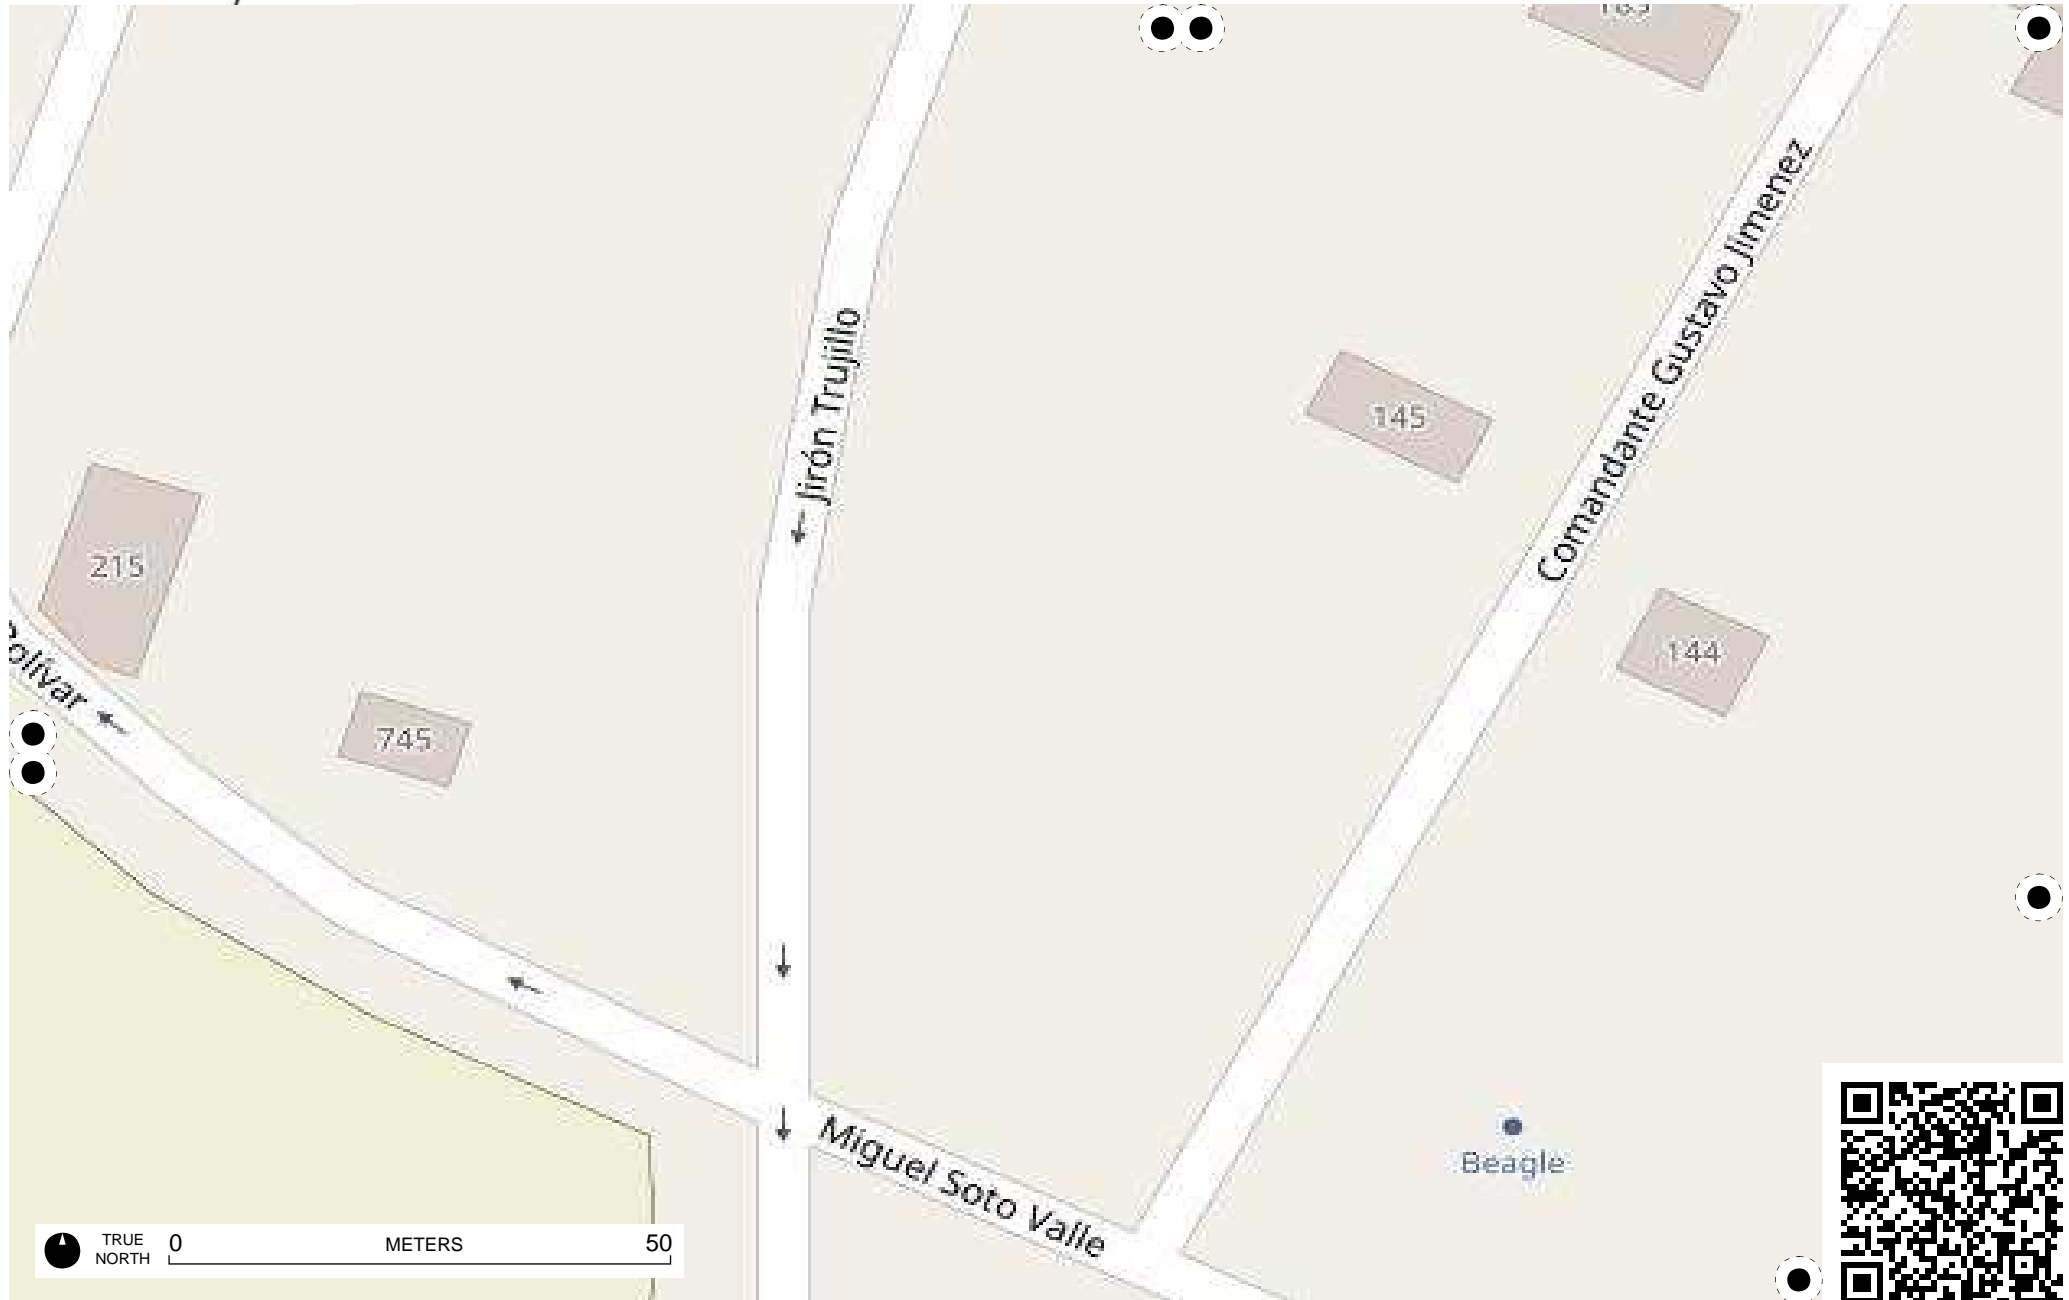 Jirón Trujillo
Comandante Gustavo Jimenez
145
215
144
745
Miguel Soto Valle
Beagle
TRUE
NORTH
0 METERS 50